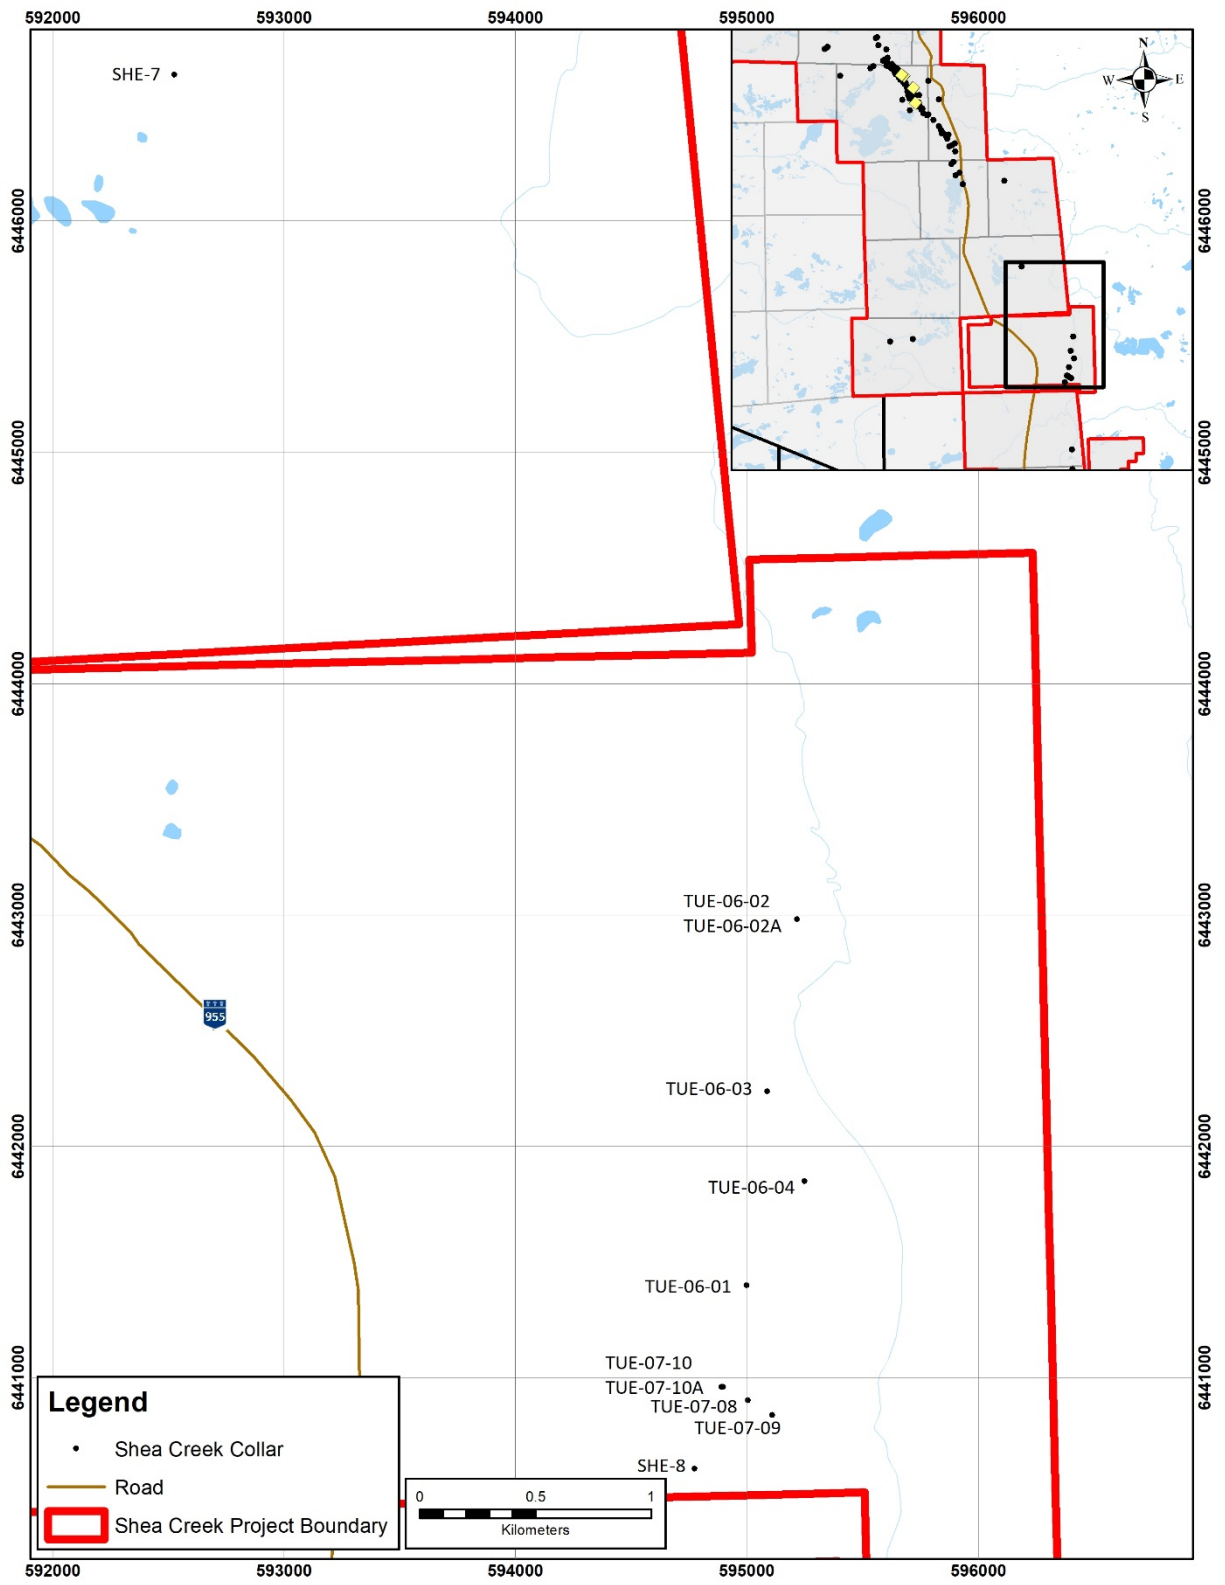 592000 593000 594000 595000 596000
SHE-7
N
W E
S
6446000 6446000
6445000 6445000
6444000 6444000
6443000 6443000
TUE-06-02
TUE-06-02A
955
TUE-06-03
6442000 6442000
TUE-06-04
TUE-06-01
6441000 6441000
TUE-07-10
TUE-07-10A
TUE-07-08
TUE-07-09
SHE-8
Legend
Shea Creek Collar
Road
Shea Creek Project Boundary
0 0.5 1
Kilometers
592000 593000 594000 595000 596000